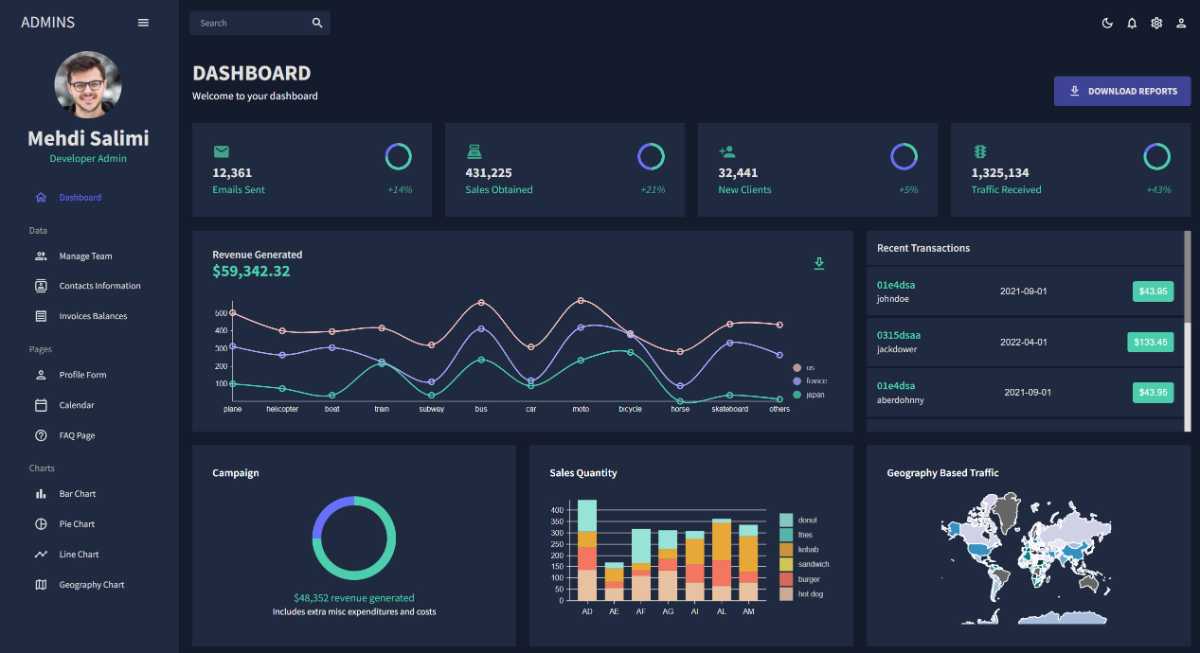 ADMINS
Search
Mehdi Salimi
Developer Admin
Dashboard
Data
Manage Team
Contacts Information
Invoices Balances
Pages
Profile Form
Calendar
FAQ Page
Charts
Bar Chart
Pie Chart
Line Chart
Geography Chart
DASHBOARD
Welcome to your dashboard
DOWNLOAD REPORTS
12,361
Emails Sent
+14%
431,225
Sales Obtained
+21%
32,441
New Clients
+5%
1,325,134
Traffic Received
+43%
Revenue Generated
$59,342.32
500
400
300
200
100
plane helicopter boat train subway bus car moto bicycle horse skateboard others
us
france
japan
Recent Transactions
01e4dsa
johndoe
2021-09-01
$43.95
0315dsaa
jackdower
2022-04-01
$133.45
01e4dsa
aberdohnny
2021-09-01
$43.95
Campaign
$48,352 revenue generated
Includes extra misc expenditures and costs
Sales Quantity
400
350
300
250
200
150
100
50
0
AD AE AF AG AI AL AM
donut
fries
kebab
sandwich
burger
hot dog
Geography Based Traffic